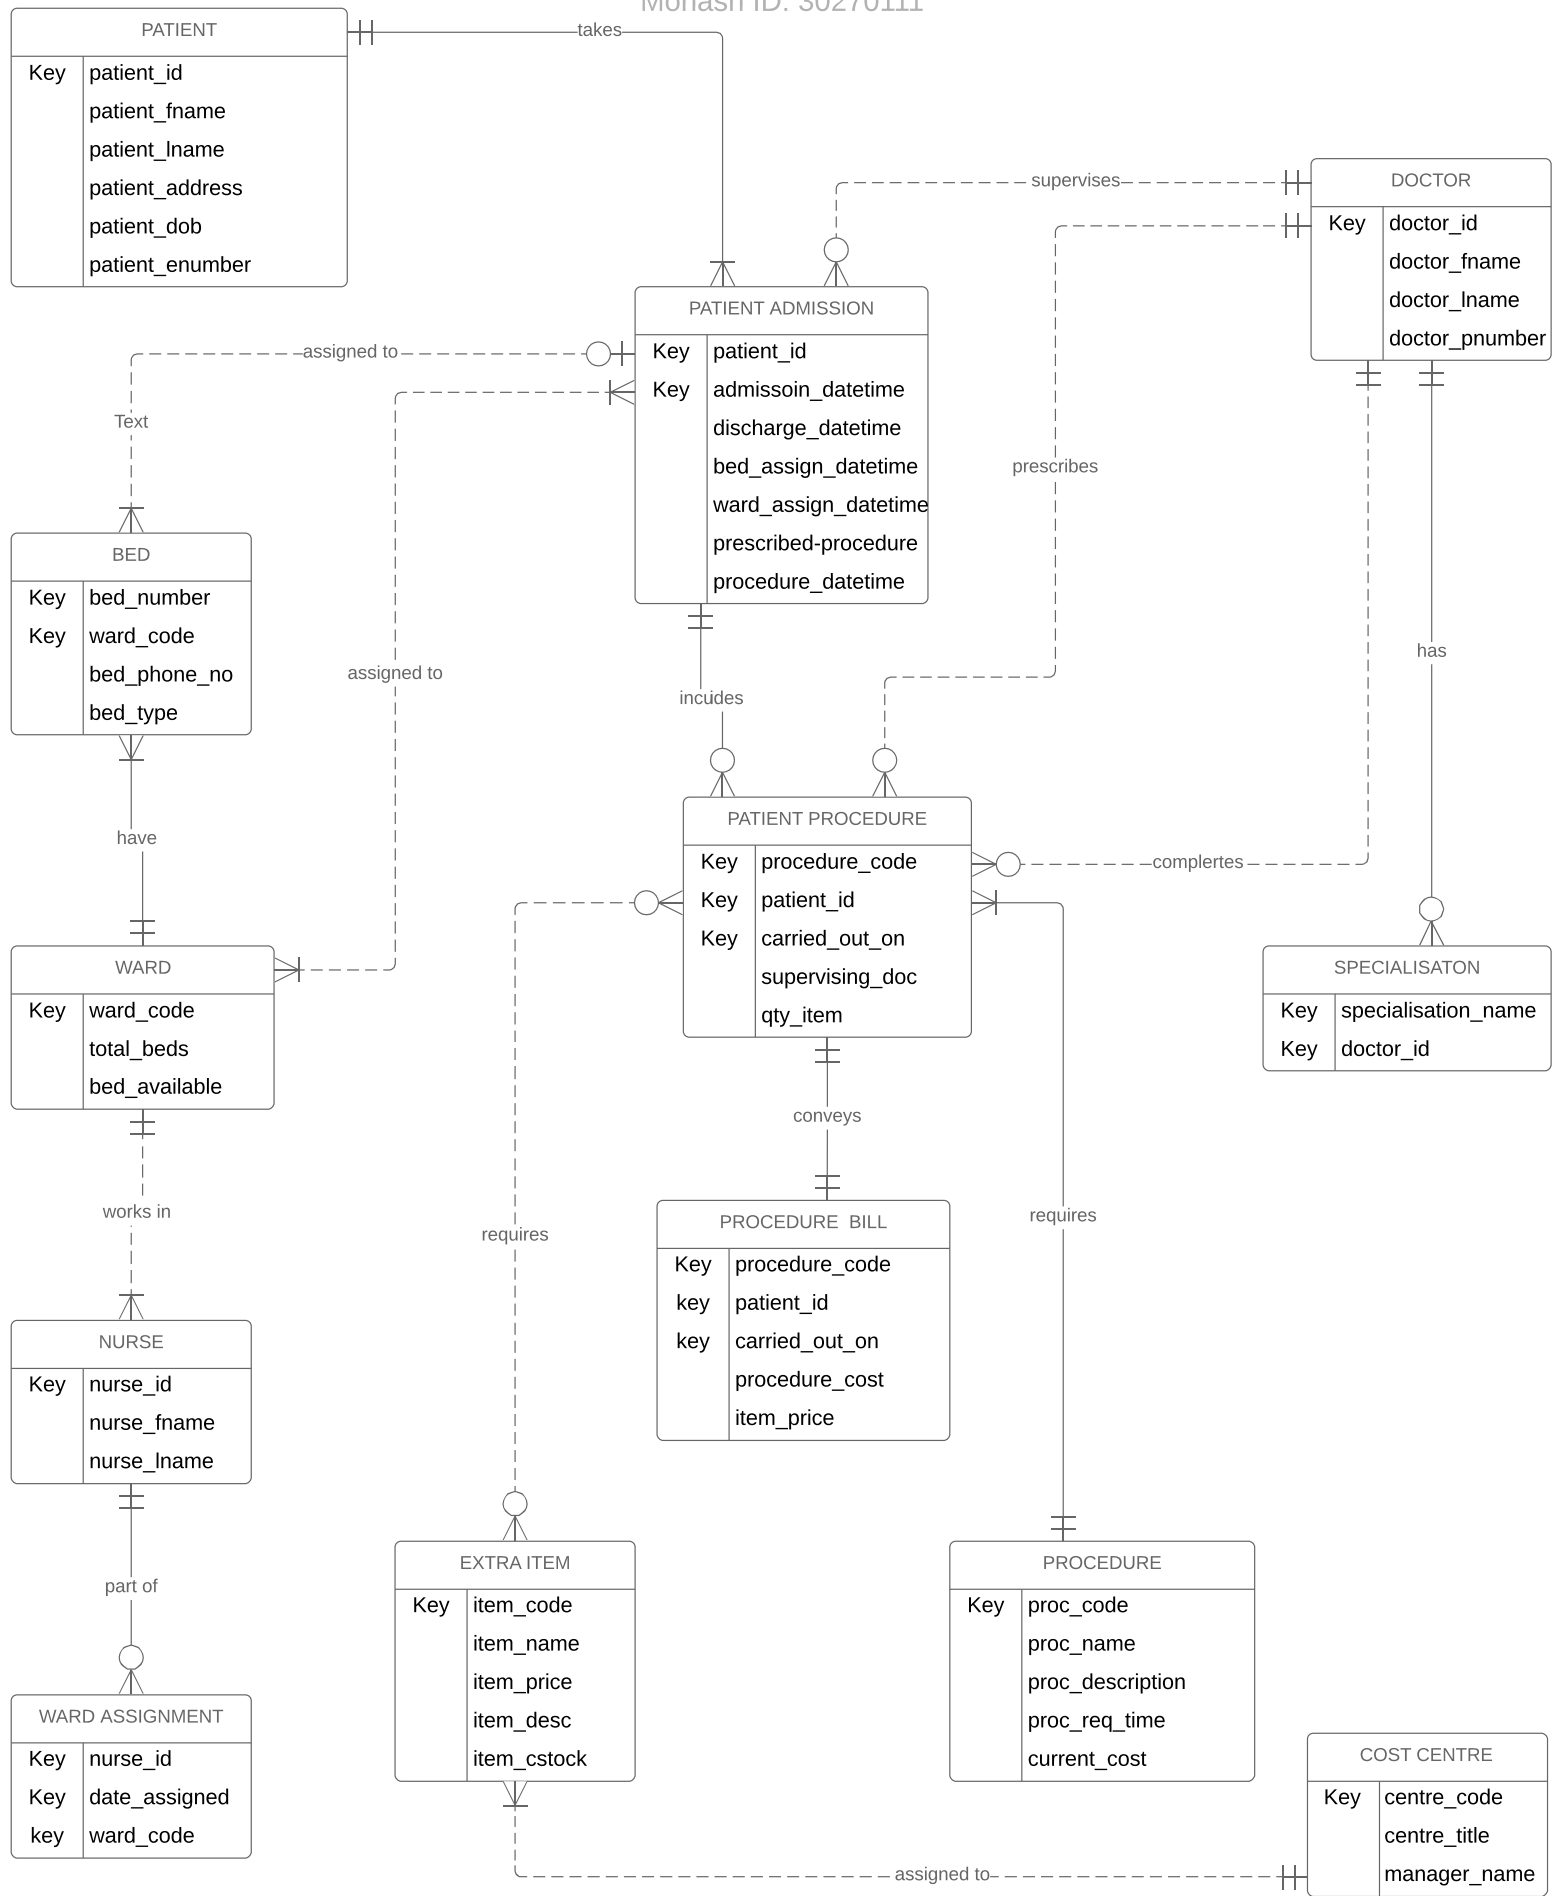 Monash ID: 30270111
PATIENT
Key patient_id
patient_fname
patient_lname
patient_address
patient_dob
patient_enumber
takes
supervises
DOCTOR
Key doctor_id
doctor_fname
doctor_lname
doctor_pnumber
PATIENT ADMISSION
Key patient_id
Key admissoin_datetime
discharge_datetime
bed_assign_datetime
ward_assign_datetime
prescribed-procedure
procedure_datetime
assigned to
Text
prescribes
BED
Key bed_number
Key ward_code
bed_phone_no
bed_type
assigned to
has
incudes
have
PATIENT PROCEDURE
Key procedure_code
Key patient_id
Key carried_out_on
supervising_doc
qty_item
complertes
WARD
Key ward_code
total_beds
bed_available
SPECIALISATON
Key specialisation_name
Key doctor_id
conveys
works in
requires
requires
PROCEDURE BILL
Key procedure_code
key patient_id
key carried_out_on
procedure_cost
item_price
NURSE
Key nurse_id
nurse_fname
nurse_lname
part of
EXTRA ITEM
Key item_code
item_name
item_price
item_desc
item_cstock
PROCEDURE
Key proc_code
proc_name
proc_description
proc_req_time
current_cost
WARD ASSIGNMENT
Key nurse_id
Key date_assigned
key ward_code
COST CENTRE
Key centre_code
centre_title
manager_name
assigned to